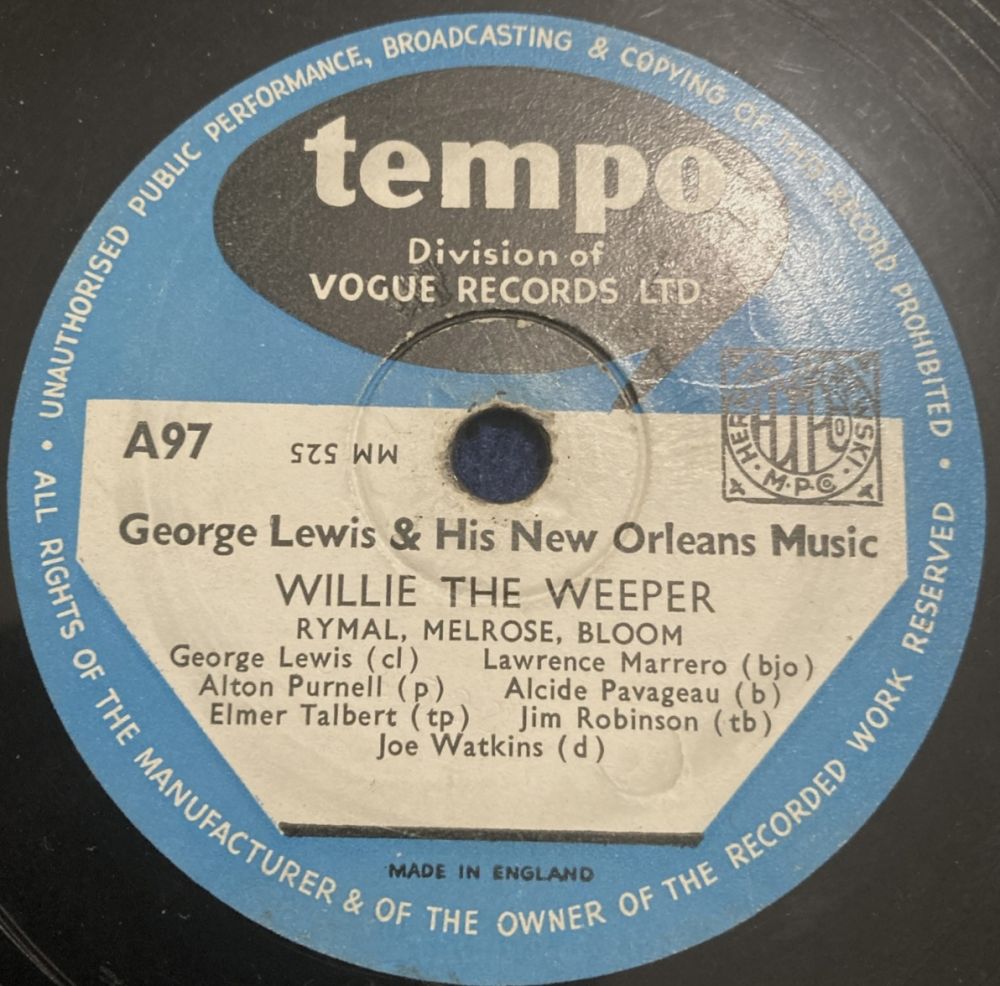 UNAUTHORISED PUBLIC PERFORMANCE, BROADCASTING & COPYING OF THIS RECORD PROHIBITED •
tempo
Division of
VOGUE RECORDS LTD
A97
MM 525
M.P.Co
George Lewis & His New Orleans Music
WILLIE THE WEEPER
RYMAL, MELROSE, BLOOM
George Lewis (cl) Lawrence Marrero (bjo)
Alton Purnell (p) Alcide Pavageau (b)
Elmer Talbert (tp) Jim Robinson (tb)
Joe Watkins (d)
MADE IN ENGLAND
• ALL RIGHTS OF THE MANUFACTURER & OF THE OWNER OF THE RECORDED WORK RESERVED